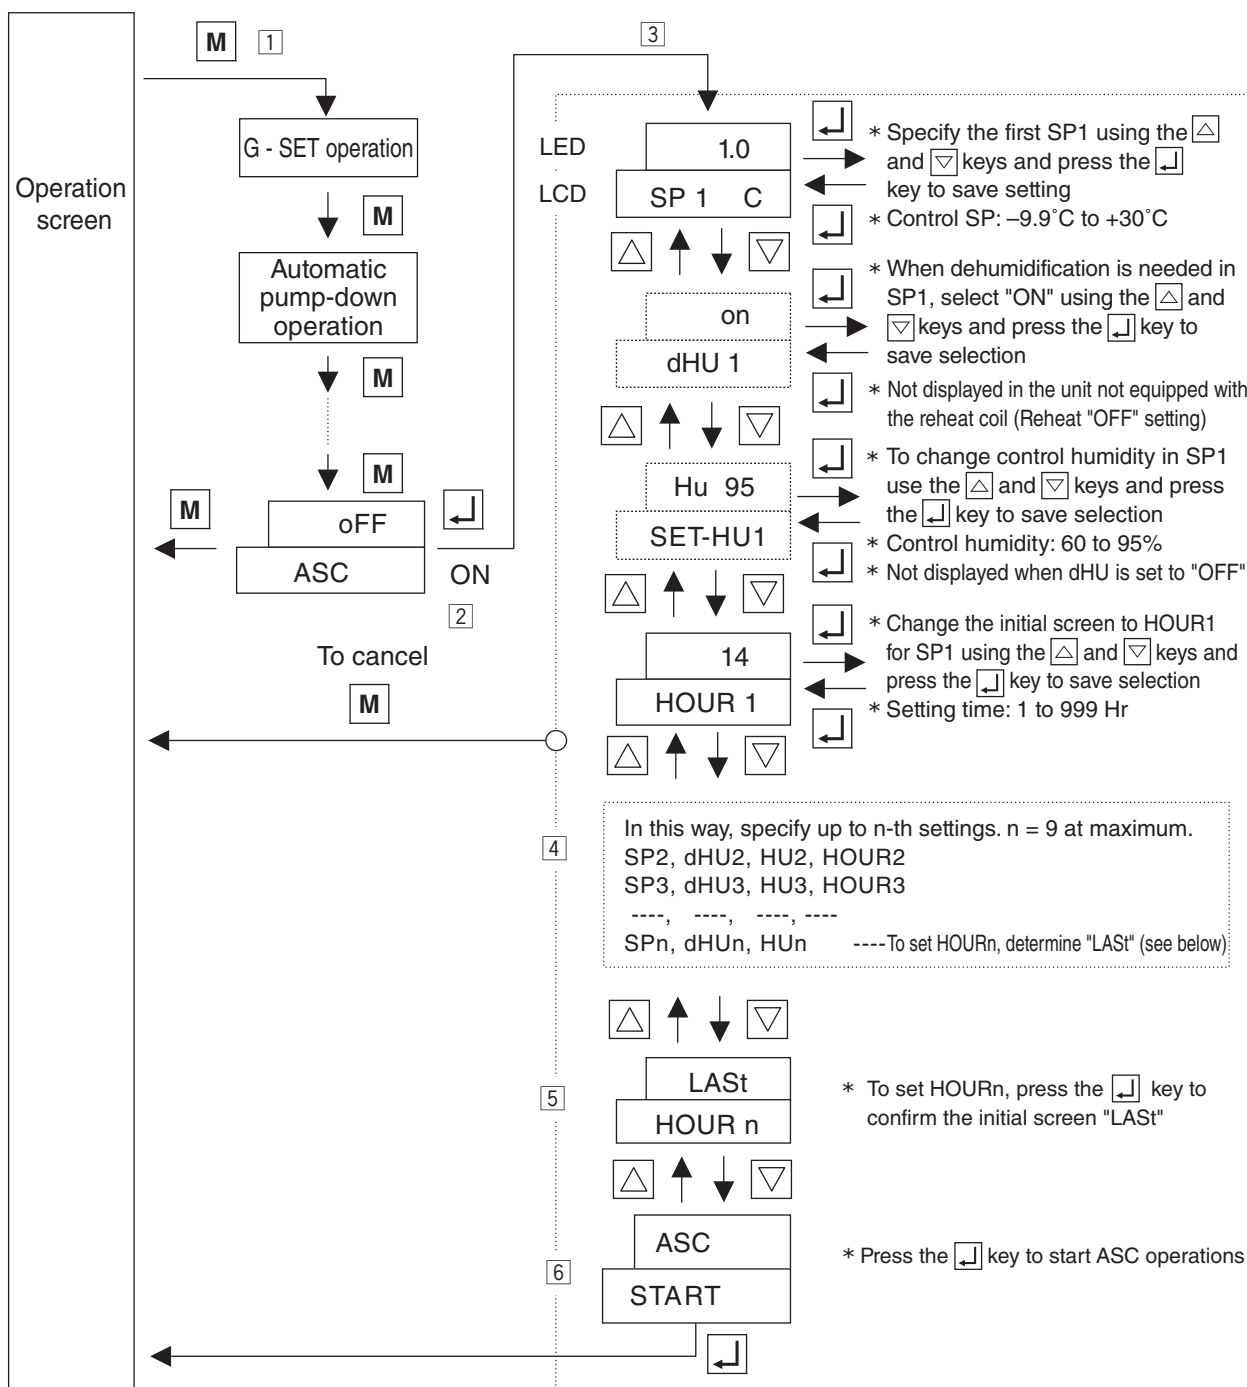 M 1
3
G - SET operation
Operation
screen
M
Automatic
pump-down
operation
M
M
M
oFF
ASC
ON
2
To cancel
M
LED
LCD
1.0
SP 1 C
* Specify the first SP1 using the △
and ▽ keys and press the ↵
key to save setting
* Control SP: –9.9˚C to +30˚C
on
dHU 1
* When dehumidification is needed in
SP1, select "ON" using the △ and
▽ keys and press the ↵ key to
save selection
* Not displayed in the unit not equipped with
the reheat coil (Reheat "OFF" setting)
Hu 95
SET-HU1
* To change control humidity in SP1
use the △ and ▽ keys and press
the ↵ key to save selection
* Control humidity: 60 to 95%
* Not displayed when dHU is set to "OFF"
14
HOUR 1
* Change the initial screen to HOUR1
for SP1 using the △ and ▽ keys and
press the ↵ key to save selection
* Setting time: 1 to 999 Hr
4
In this way, specify up to n-th settings. n = 9 at maximum.
SP2, dHU2, HU2, HOUR2
SP3, dHU3, HU3, HOUR3
----, ----, ----, ----
SPn, dHUn, HUn ----To set HOURn, determine "LASt" (see below)
5
LASt
HOUR n
* To set HOURn, press the ↵ key to
confirm the initial screen "LASt"
6
ASC
START
* Press the ↵ key to start ASC operations